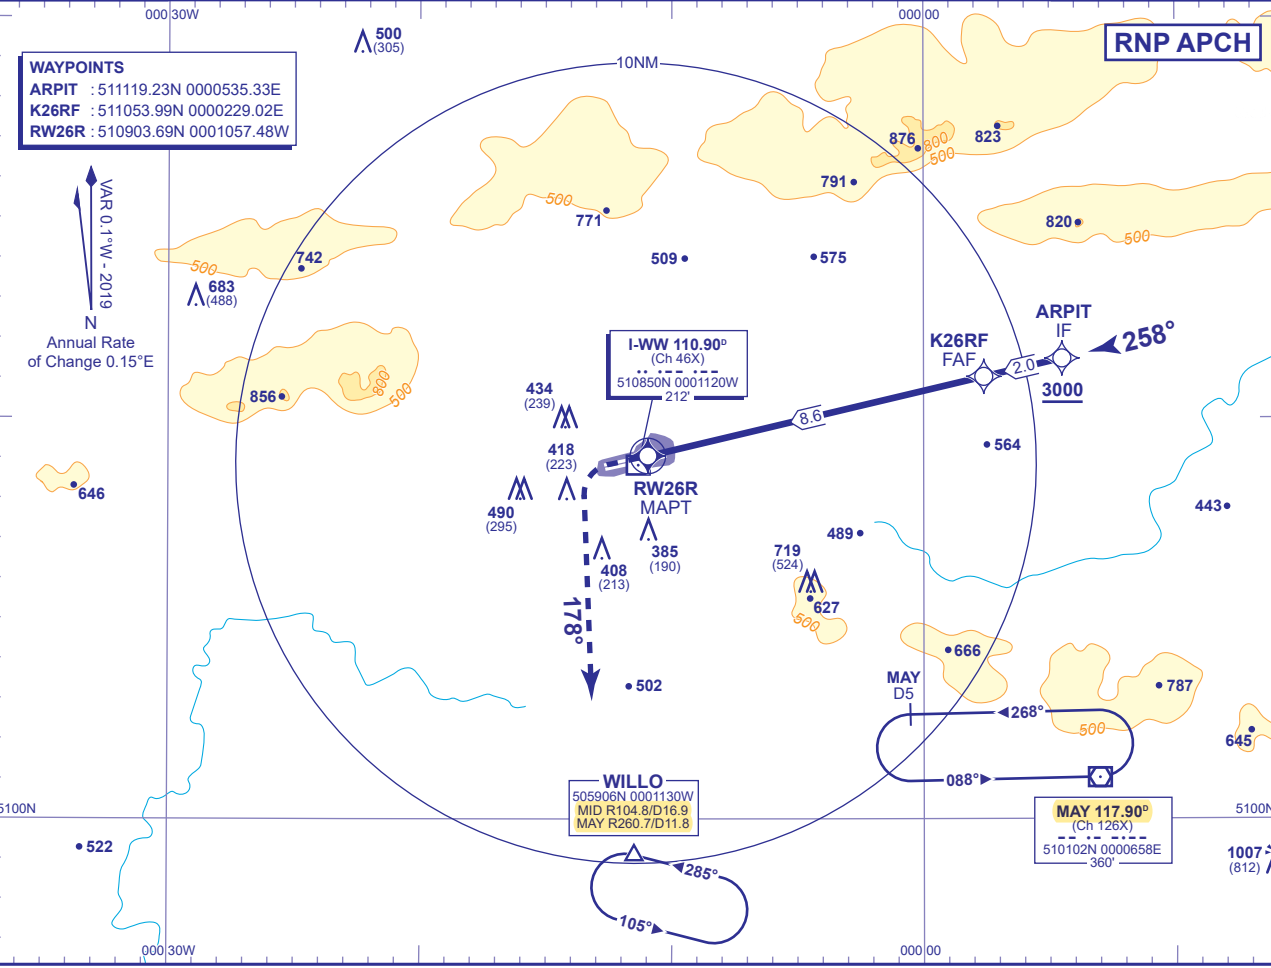 000 30W
000 00
RNP APCH
500
(305)
10NM
WAYPOINTS
ARPIT : 511119.23N 0000535.33E
K26RF : 511053.99N 0000229.02E
RW26R : 510903.69N 0001057.48W
876
800
500
823
791
500
771
820
500
VAR 0.1°W - 2019
N
Annual Rate
of Change 0.15°E
742
500
683
(488)
509
575
ARPIT
IF
3000
258°
K26RF
FAF
2.0
8.6
I-WW 110.90ᴰ
(Ch 46X)
·· ·–– ·––
510850N 0001120W
212'
856
800
500
434
(239)
418
(223)
564
646
490
(295)
RW26R
MAPT
443
408
(213)
385
(190)
489
719
(524)
627
500
178°
666
502
787
500
645
MAY
D5
268°
088°
WILLO
505906N 0001130W
MID R104.8/D16.9
MAY R260.7/D11.8
5100N
5100N
MAY 117.90ᴰ
(Ch 126X)
–– ·– –·––
510102N 0000658E
360'
522
1007
(812)
285°
105°
000 30W
000 00